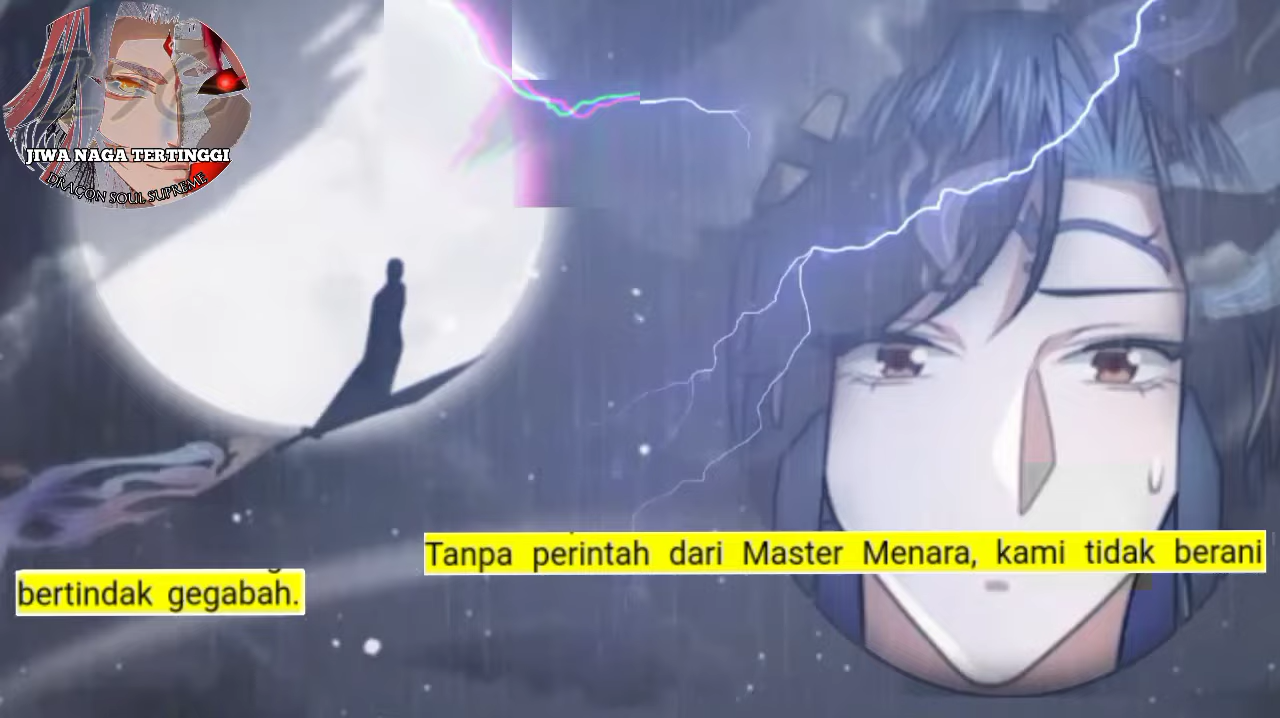 JIWA NAGA TERTINGGI
DRAGON SOUL SUPREME
Tanpa perintah dari Master Menara, kami tidak berani
bertindak gegabah.